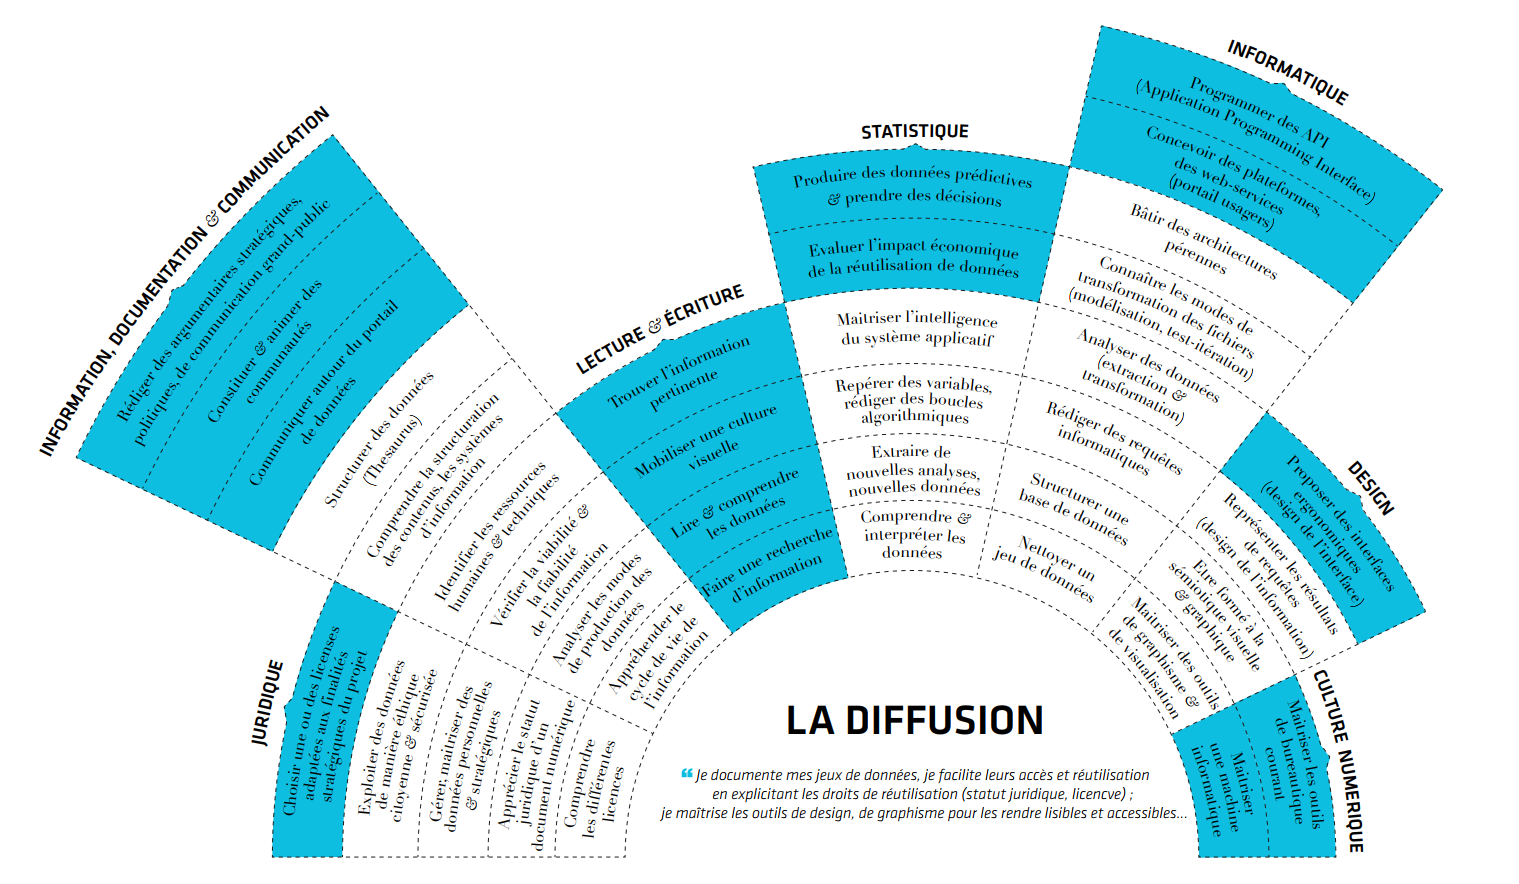 INFORMATION, DOCUMENTATION & COMMUNICATION
Rédiger des argumentaires stratégiques,
politiques, de communication grand-public
Constituer & animer des
communautés
Communiquer autour du portail
de données
Structurer des données
(Thesaurus)
Comprendre la structuration
des contenus, les systèmes
d'information
Identifier les ressources
humaines & techniques
Vérifier la viabilité &
la fiabilité
de l'information
Analyser les modes
de production des
données
Appréhender le
cycle de vie de
l'information
JURIDIQUE
Choisir une ou des licenses
adaptées aux finalités
stratégiques du projet
Exploiter des données
de manière éthique
citoyenne & sécurisée
Gérer, maitriser des
données personnelles
& stratégiques
Apprécier le statut
juridique d'un
document numérique
Comprendre
les différentes
licences
LECTURE & ÉCRITURE
Trouver l'information
pertinente
Mobiliser une culture
visuelle
Lire & comprendre
les données
Faire une recherche
d'information
STATISTIQUE
Produire des données prédictives
& prendre des décisions
Evaluer l'impact économique
de la réutilisation de données
Maitriser l'intelligence
du système applicatif
Repérer des variables,
rédiger des boucles
algorithmiques
Extraire de
nouvelles analyses,
nouvelles données
Comprendre &
interpréter les
données
INFORMATIQUE
Programmer des API
(Application Programming Interface)
Concevoir des plateformes,
des web-services
(portail usagers)
Bâtir des architectures
pérennes
Connaître les modes de
transformation des fichiers
(modélisation, test-itération)
Analyser des données
(extraction &
transformation)
Rédiger des requêtes
informatiques
Structurer une
base de données
Nettoyer un
jeu de données
DESIGN
Proposer des interfaces
ergonomiques
(design de l'interface)
Représenter les résultats
de requêtes
(design de l'information)
Etre formé à la
sémiotique visuelle
& graphique
Maitriser des outils
de graphisme &
de visualisation
CULTURE NUMERIQUE
Maitriser les outils
de bureautique
courant
Maitriser
une machine
informatique
LA DIFFUSION
“ Je documente mes jeux de données, je facilite leurs accès et réutilisation
en explicitant les droits de réutilisation (statut juridique, licencve) ;
je maîtrise les outils de design, de graphisme pour les rendre lisibles et accessibles...